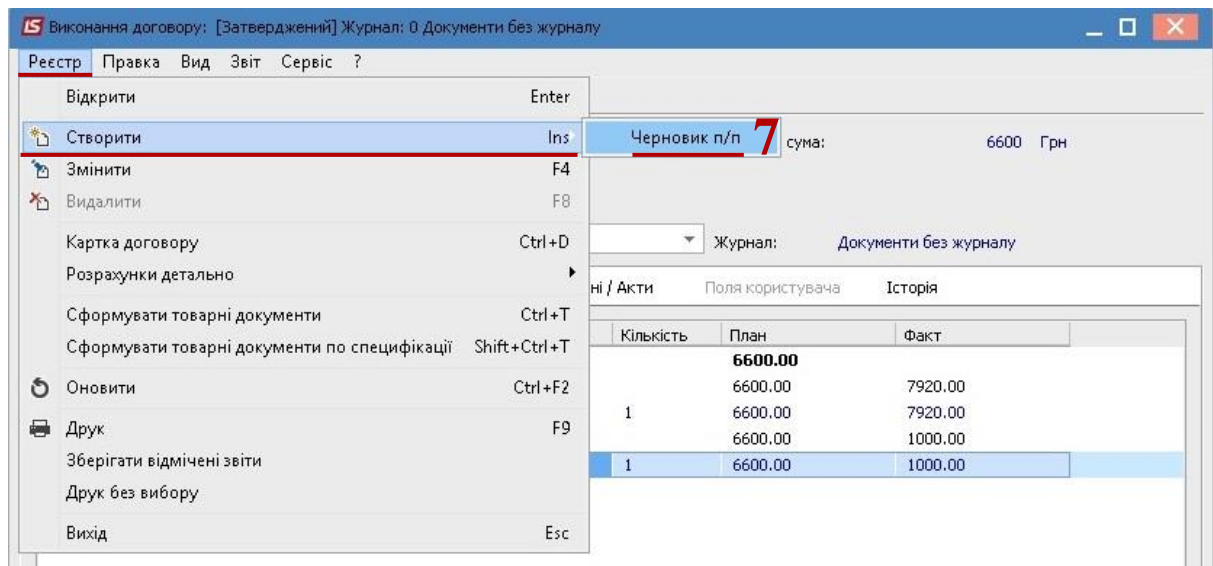 IS Виконання договору: [Затверджений] Журнал: 0 Документи без журналу
Реєстр Правка Вид Звіт Сервіс ?
Відкрити Enter
Створити Ins Черновик п/п 7 сума: 6600 Грн
Змінити F4
Видалити F8
Картка договору Ctrl+D Журнал: Документи без журналу
Розрахунки детально
ні / Акти Поля користувача Історія
Сформувати товарні документи Ctrl+T
Кількість План Факт
Сформувати товарні документи по специфікації Shift+Ctrl+T
6600.00
Оновити Ctrl+F2 6600.00 7920.00
1 6600.00 7920.00
Друк F9
6600.00 1000.00
Зберігати відмічені звіти
1 6600.00 1000.00
Друк без вибору
Вихід Esc